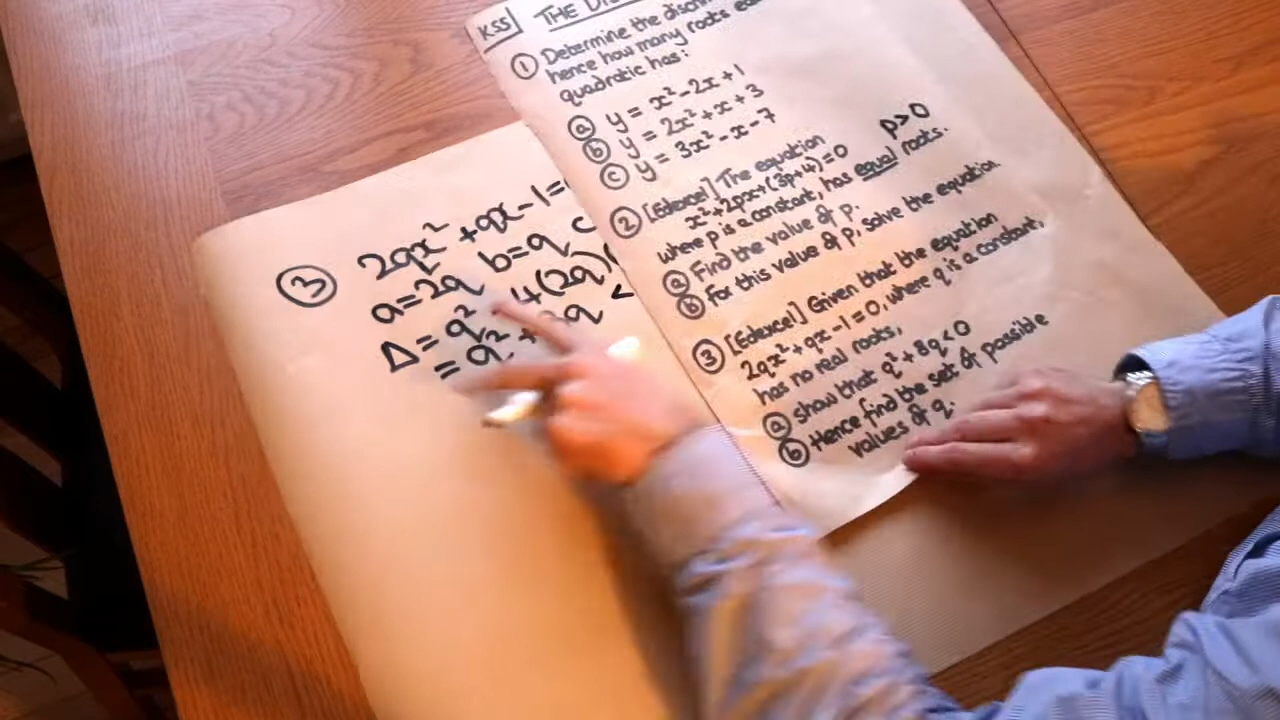 KSS THE DIS
① Determine the
hence how many roots
quadratic has:
ⓐ y = x² - 2x + 1
ⓑ y = 2x² + x + 3
ⓒ y = 3x² - x - 7
② [Edexcel] The equation p > 0
x² + 2px + (3p+4) = 0
where p is a constant, has equal roots.
ⓐ Find the value of p.
ⓑ For this value of p, solve the equation.
③ [Edexcel] Given that the equation
2qx² + qx - 1 = 0, where q is a constant,
has no real roots,
ⓐ show that q² + 8q < 0
ⓑ Hence find the set of possible
values of q.
③ 2qx² + qx - 1 =
a = 2q b = q c
Δ = q² 4(2q)(
= q² + 8q <